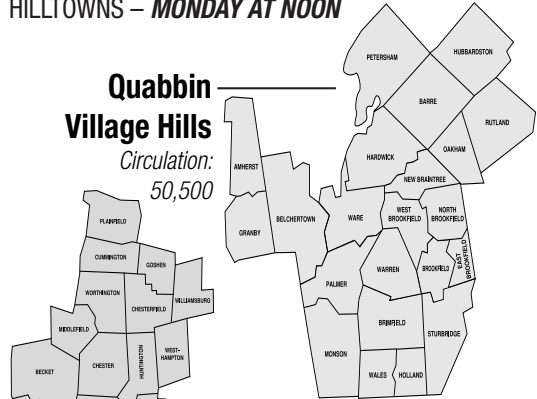 HILLTOWNS – MONDAY AT NOON
Quabbin
Village Hills
Circulation:
50,500
PETERSHAM
HUBBARDSTON
BARRE
RUTLAND
OAKHAM
HARDWICK
NEW BRAINTREE
AMHERST
BELCHERTOWN
GRANBY
WARE
WEST
BROOKFIELD
NORTH
BROOKFIELD
EAST
BROOKFIELD
BROOKFIELD
WARREN
PALMER
BRIMFIELD
STURBRIDGE
MONSON
WALES
HOLLAND
PLAINFIELD
CUMMINGTON
GOSHEN
WORTHINGTON
CHESTERFIELD
WILLIAMSBURG
MIDDLEFIELD
BECKET
CHESTER
HUNTINGTON
WEST-
HAMPTON